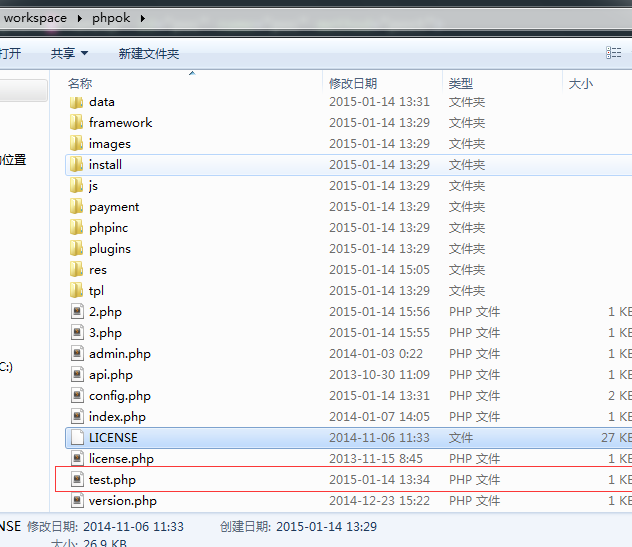 workspace ▸ phpok ▸
打开 共享 ▾ 新建文件夹
名称 修改日期 类型 大小
data 2015-01-14 13:31 文件夹
framework 2015-01-14 13:29 文件夹
images 2015-01-14 13:29 文件夹
install 2015-01-14 13:29 文件夹
js 2015-01-14 13:29 文件夹
payment 2015-01-14 13:29 文件夹
phpinc 2015-01-14 13:29 文件夹
plugins 2015-01-14 13:29 文件夹
res 2015-01-14 15:05 文件夹
tpl 2015-01-14 13:29 文件夹
2.php 2015-01-14 15:56 PHP 文件 1 KB
3.php 2015-01-14 15:55 PHP 文件 1 KB
admin.php 2014-01-03 0:22 PHP 文件 1 KB
api.php 2013-10-30 11:09 PHP 文件 1 KB
config.php 2015-01-14 13:31 PHP 文件 2 KB
index.php 2014-01-07 14:05 PHP 文件 1 KB
LICENSE 2014-11-06 11:33 文件 27 KB
license.php 2013-11-15 8:45 PHP 文件 1 KB
test.php 2015-01-14 13:34 PHP 文件 1 KB
version.php 2014-12-23 15:22 PHP 文件 1 KB
的位置
C:)
NSE 修改日期: 2014-11-06 11:33 创建日期: 2015-01-14 13:29
大小: 26.9 KB